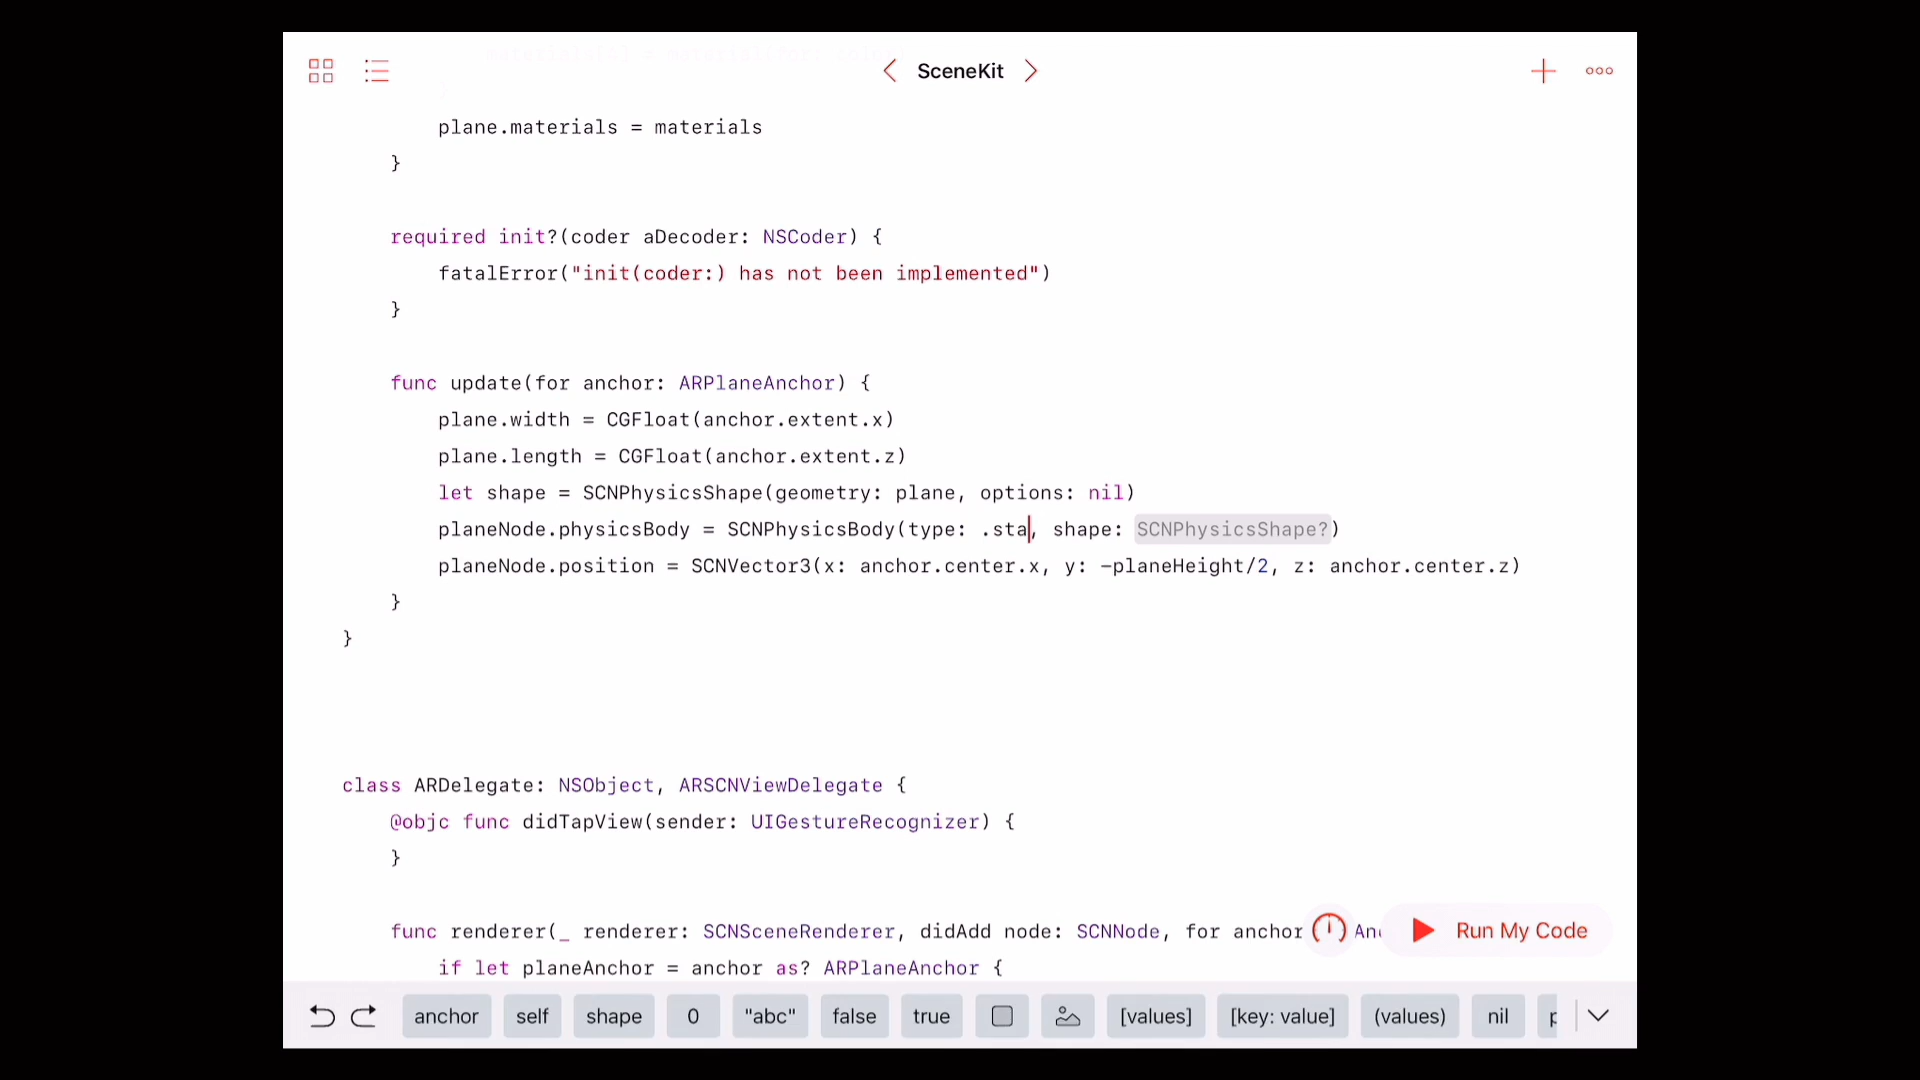 SceneKit
plane.materials = materials
}
required init?(coder aDecoder: NSCoder) {
fatalError("init(coder:) has not been implemented")
}
func update(for anchor: ARPlaneAnchor) {
plane.width = CGFloat(anchor.extent.x)
plane.length = CGFloat(anchor.extent.z)
let shape = SCNPhysicsShape(geometry: plane, options: nil)
planeNode.physicsBody = SCNPhysicsBody(type: .sta, shape: SCNPhysicsShape?)
planeNode.position = SCNVector3(x: anchor.center.x, y: -planeHeight/2, z: anchor.center.z)
}
}
class ARDelegate: NSObject, ARSCNViewDelegate {
@objc func didTapView(sender: UIGestureRecognizer) {
}
func renderer(_ renderer: SCNSceneRenderer, didAdd node: SCNNode, for anchor
Run My Code
if let planeAnchor = anchor as? ARPlaneAnchor {
anchor self shape 0 "abc" false true [values] [key: value] (values) nil